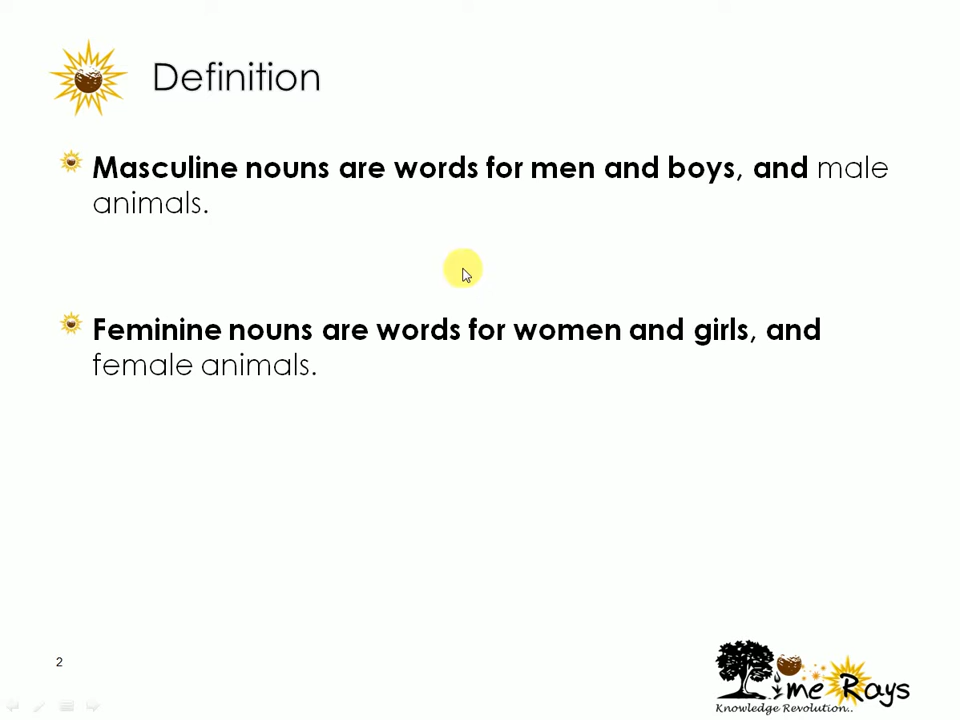 Definition
Masculine nouns are words for men and boys, and male
animals.
Feminine nouns are words for women and girls, and
female animals.
2
me Rays
Knowledge Revolution..